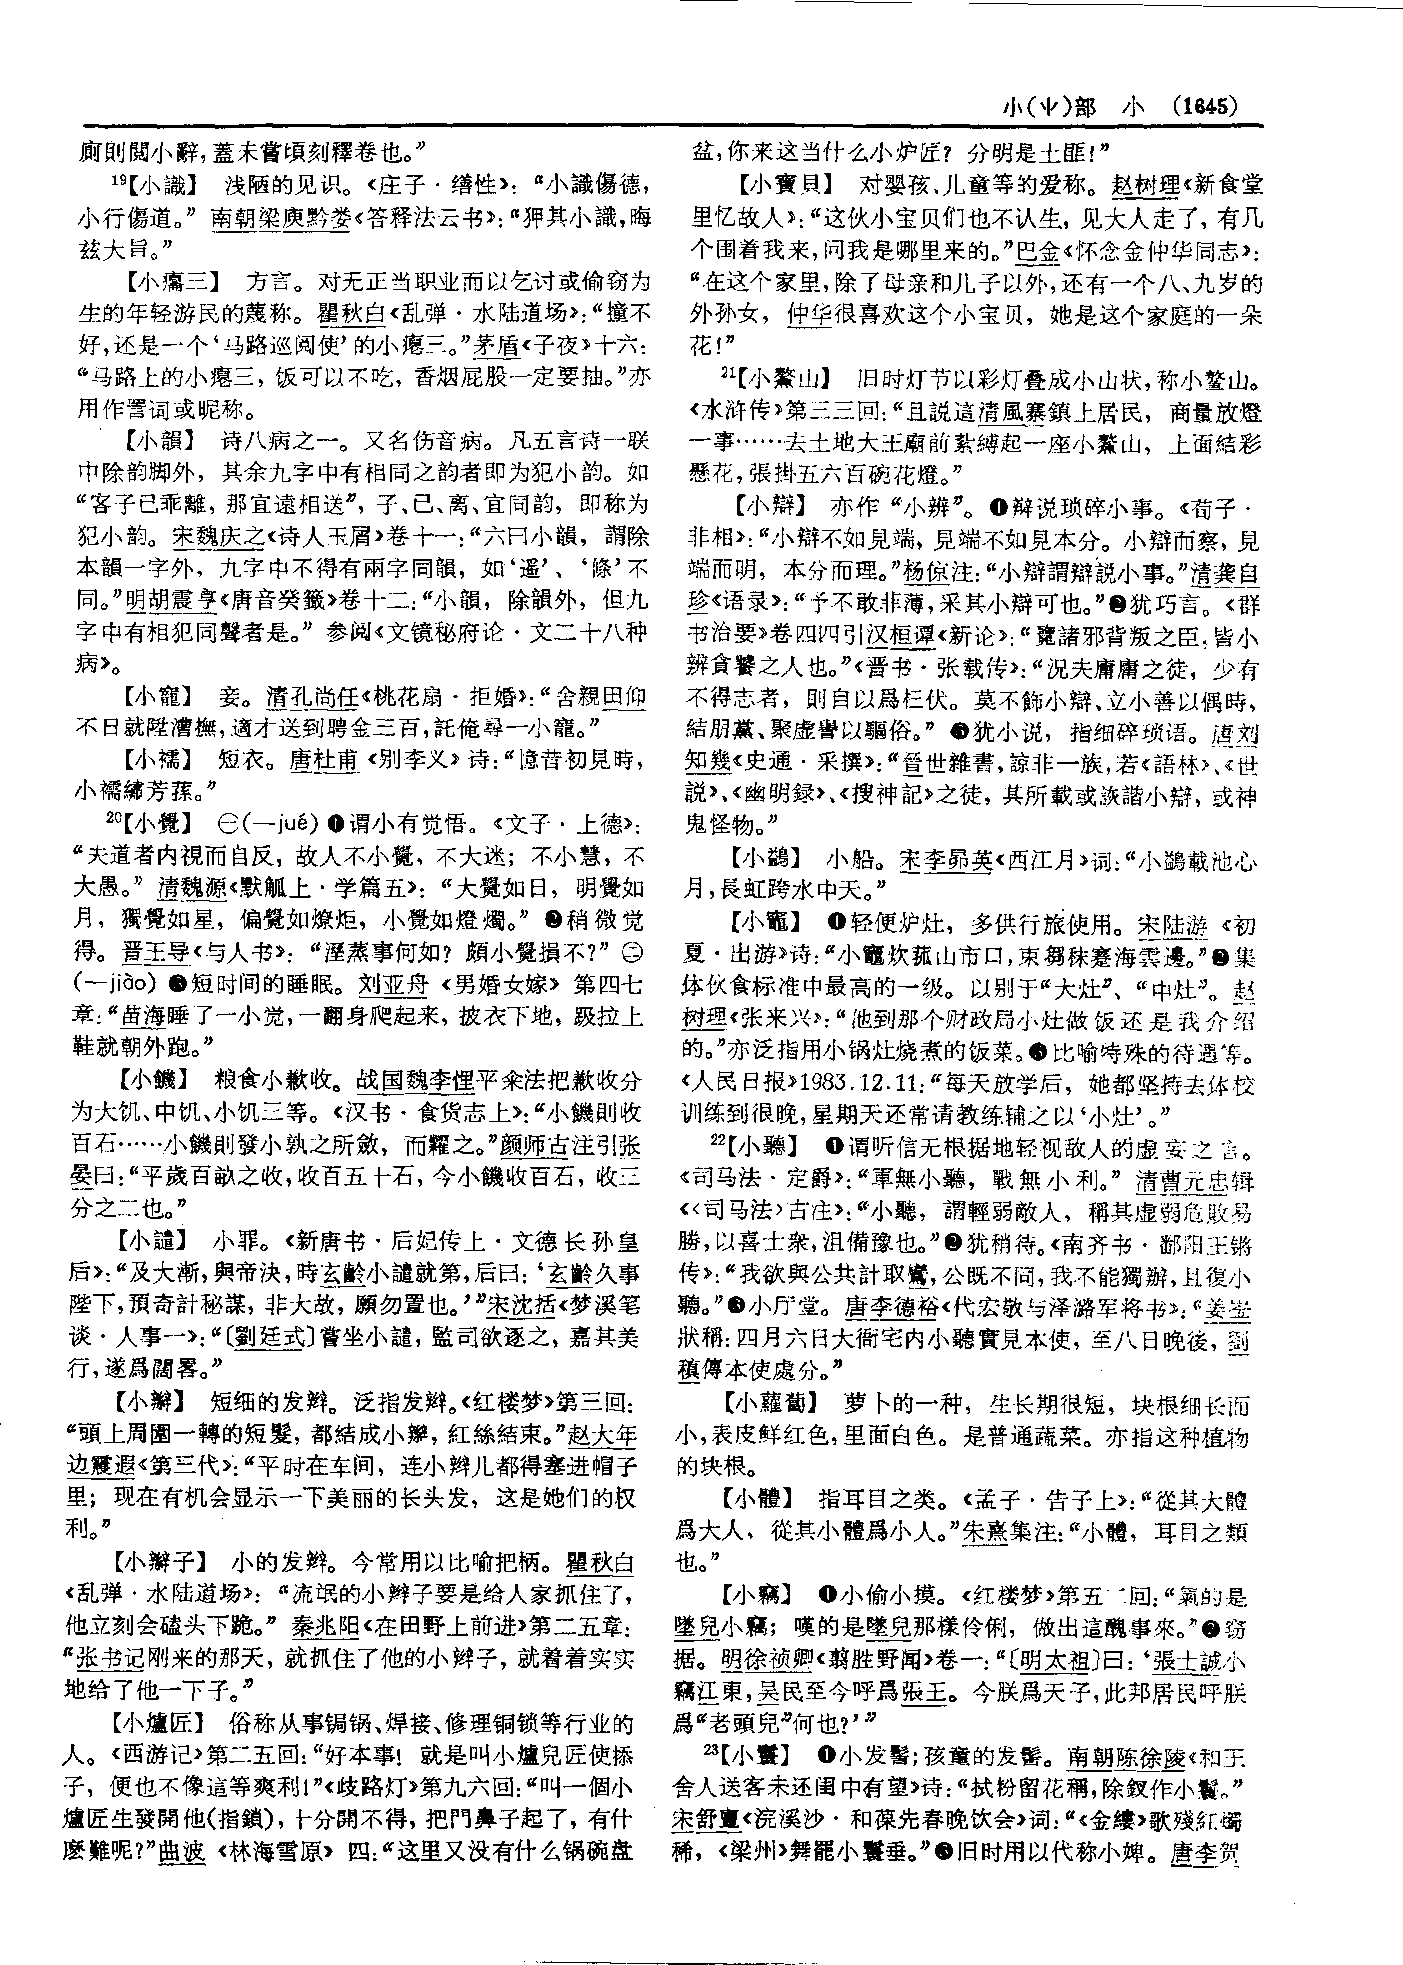 小(⺌)部　小　(1645)
廁則閲小辭，蓋未嘗頃刻釋卷也。”
¹⁹【小識】　浅陋的见识。《庄子·缮性》：“小識傷德，
小行傷道。”南朝梁庾黔娄《答释法云书》：“狎其小識，晦
兹大旨。”
【小癟三】　方言。对无正当职业而以乞讨或偷窃为
生的年轻游民的蔑称。瞿秋白《乱弹·水陆道场》：“撞不
好，还是一个‘马路巡阅使’的小瘪三。”茅盾《子夜》十六：
“马路上的小瘪三，饭可以不吃，香烟屁股一定要抽。”亦
用作詈词或昵称。
【小韻】　诗八病之一。又名伤音病。凡五言诗一联
中除韵脚外，其余九字中有相同之韵者即为犯小韵。如
“客子已乖離，那宜遠相送”，子、已、离、宜同韵，即称为
犯小韵。宋魏庆之《诗人玉屑》卷十一：“六曰小韻，謂除
本韻一字外，九字中不得有兩字同韻，如‘遥’、‘條’不
同。”明胡震亨《唐音癸籤》卷十二：“小韻，除韻外，但九
字中有相犯同聲者是。”参阅《文镜秘府论·文二十八种
病》。
【小寵】　妾。清孔尚任《桃花扇·拒婚》：“舍親田仰
不日就陞漕撫，適才送到聘金三百，託俺尋一小寵。”
【小襦】　短衣。唐杜甫《别李义》诗：“憶昔初見時，
小襦繡芳蓀。”
²⁰【小覺】　㊀(—jué)❶谓小有觉悟。《文子·上德》：
“夫道者内視而自反，故人不小覺，不大迷；不小慧，不
大愚。”清魏源《默觚上·学篇五》：“大覺如日，明覺如
月，獨覺如星，偏覺如燎炬，小覺如燈燭。”❷稍微觉
得。晋王导《与人书》：“溼蒸事何如？頗小覺損不？”㊁
(—jiào)❸短时间的睡眠。刘亚舟《男婚女嫁》第四七
章：“苗海睡了一小觉，一翻身爬起来，披衣下地，趿拉上
鞋就朝外跑。”
【小饑】　粮食小歉收。战国魏李悝平籴法把歉收分
为大饥、中饥、小饥三等。《汉书·食货志上》：“小饑則收
百石……小饑則發小孰之所斂，而糶之。”颜师古注引张
晏曰：“平歲百畝之收，收百五十石，今小饑收百石，收三
分之二也。”
【小譴】　小罪。《新唐书·后妃传上·文德长孙皇
后》：“及大漸，與帝決，時玄齡小譴就第，后曰：‘玄齡久事
陛下，預奇計秘謀，非大故，願勿置也。’”宋沈括《梦溪笔
谈·人事一》：“〔劉廷式〕嘗坐小譴，監司欲逐之，嘉其美
行，遂爲闊畧。”
【小辮】　短细的发辫。泛指发辫。《红楼梦》第三回：
“頭上周圍一轉的短髮，都結成小辮，紅絲結束。”赵大年
边震遐《第三代》：“平时在车间，连小辫儿都得塞进帽子
里；现在有机会显示一下美丽的长头发，这是她们的权
利。”
【小辮子】　小的发辫。今常用以比喻把柄。瞿秋白
《乱弹·水陆道场》：“流氓的小辫子要是给人家抓住了，
他立刻会磕头下跪。”秦兆阳《在田野上前进》第二五章：
“张书记刚来的那天，就抓住了他的小辫子，就着着实实
地给了他一下子。”
【小爐匠】　俗称从事锔锅、焊接、修理铜锁等行业的
人。《西游记》第二五回：“好本事！就是叫小爐兒匠使掭
子，便也不像這等爽利！”《歧路灯》第九六回：“叫一個小
爐匠生發開他(指鎖)，十分開不得，把門鼻子起了，有什
麽難呢？”曲波《林海雪原》四：“这里又没有什么锅碗盘
盆，你来这当什么小炉匠？分明是土匪！”
【小寶貝】　对婴孩、儿童等的爱称。赵树理《新食堂
里忆故人》：“这伙小宝贝们也不认生，见大人走了，有几
个围着我来，问我是哪里来的。”巴金《怀念金仲华同志》：
“在这个家里，除了母亲和儿子以外，还有一个八、九岁的
外孙女，仲华很喜欢这个小宝贝，她是这个家庭的一朵
花！”
²¹【小鰲山】　旧时灯节以彩灯叠成小山状，称小鳌山。
《水浒传》第三三回：“且説這清風寨鎮上居民，商量放燈
一事……去土地大王廟前紮縛起一座小鰲山，上面結彩
懸花，張掛五六百碗花燈。”
【小辯】　亦作“小辨”。❶辩说琐碎小事。《荀子·
非相》：“小辯不如見端，見端不如見本分。小辯而察，見
端而明，本分而理。”杨倞注：“小辯謂辯説小事。”清龚自
珍《语录》：“予不敢非薄，采其小辯可也。”❷犹巧言。《群
书治要》卷四四引汉桓谭《新论》：“覽諸邪背叛之臣，皆小
辨貪饕之人也。”《晋书·张载传》：“況夫庸庸之徒，少有
不得志者，則自以爲枉伏。莫不飾小辯、立小善以偶時，
結朋黨、聚虛譽以驅俗。”❸犹小说，指细碎琐语。唐刘
知幾《史通·采撰》：“晉世雜書，諒非一族，若《語林》、《世
説》、《幽明録》、《搜神記》之徒，其所載或詼諧小辯，或神
鬼怪物。”
【小鷁】　小船。宋李昴英《西江月》词：“小鷁載池心
月，長虹跨水中天。”
【小竈】　❶轻便炉灶，多供行旅使用。宋陆游《初
夏·出游》诗：“小竈炊菰山市口，束芻秣蹇海雲邊。”❷集
体伙食标准中最高的一级。以别于“大灶”、“中灶”。赵
树理《张来兴》：“他到那个财政局小灶做饭还是我介绍
的。”亦泛指用小锅灶烧煮的饭菜。❸比喻特殊的待遇等。
《人民日报》1983.12.11：“每天放学后，她都坚持去体校
训练到很晚，星期天还常请教练辅之以‘小灶’。”
²²【小聽】　❶谓听信无根据地轻视敌人的虚妄之言。
《司马法·定爵》：“軍無小聽，戰無小利。”清曹元忠辑
《〈司马法〉古注》：“小聽，謂輕弱敵人，稱其虛弱危敗易
勝，以喜士衆，沮備豫也。”❷犹稍待。《南齐书·鄱阳王锵
传》：“我欲與公共計取鸞，公既不同，我不能獨辦，且復小
聽。”❸小厅堂。唐李德裕《代宏敬与泽潞军将书》：“姜崟
狀稱：四月六日大衙宅内小聽實見本使，至八日晚後，劉
稹傳本使處分。”
【小蘿蔔】　萝卜的一种，生长期很短，块根细长而
小，表皮鲜红色，里面白色。是普通蔬菜。亦指这种植物
的块根。
【小體】　指耳目之类。《孟子·告子上》：“從其大體
爲大人，從其小體爲小人。”朱熹集注：“小體，耳目之類
也。”
【小竊】　❶小偷小摸。《红楼梦》第五二回：“氣的是
墜兒小竊；嘆的是墜兒那樣伶俐，做出這醜事來。”❷窃
据。明徐祯卿《翦胜野闻》卷一：“〔明太祖〕曰：‘張士誠小
竊江東，吴民至今呼爲張王。今朕爲天子，此邦居民呼朕
爲“老頭兒”何也？’”
²³【小鬟】　❶小发髻；孩童的发髻。南朝陈徐陵《和王
舍人送客未还闺中有望》诗：“拭粉留花稱，除釵作小鬟。”
宋舒亶《浣溪沙·和葆先春晚饮会》词：“《金縷》歌殘紅燭
稀，《梁州》舞罷小鬟垂。”❷旧时用以代称小婢。唐李贺